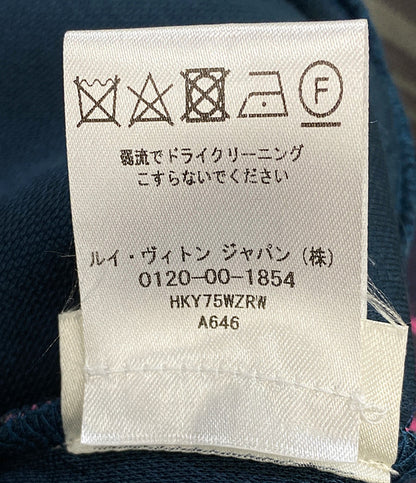 F
弱流でドライクリーニング
こすらないでください
ルイ・ヴィトン ジャパン (株)
0120-00-1854
HKY75WZRW
A646